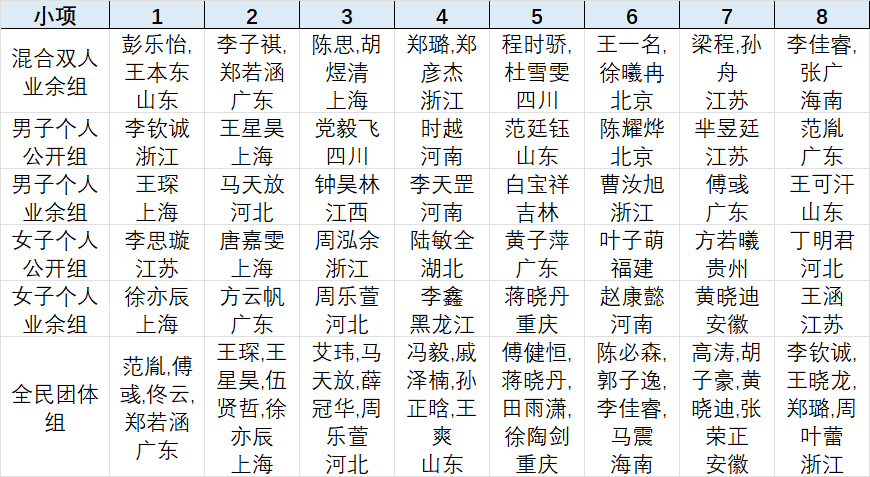 小项 1 2 3 4 5 6 7 8
混合双人业余组 彭乐怡,王本东 山东 李子祺,郑若涵 广东 陈思,胡煜清 上海 郑璐,郑彦杰 浙江 程时骄,杜雪雯 四川 王一名,徐曦冉 北京 梁程,孙舟 江苏 李佳睿,张广 海南
男子个人公开组 李钦诚 浙江 王星昊 上海 党毅飞 四川 时越 河南 范廷钰 山东 陈耀烨 北京 芈昱廷 江苏 范胤 广东
男子个人业余组 王琛 上海 马天放 河北 钟昊林 江西 李天罡 河南 白宝祥 吉林 曹汝旭 浙江 傅彧 广东 王可汗 山东
女子个人公开组 李思璇 江苏 唐嘉雯 上海 周泓余 浙江 陆敏全 湖北 黄子萍 广东 叶子萌 福建 方若曦 贵州 丁明君 河北
女子个人业余组 徐亦辰 上海 方云帆 广东 周乐萱 河北 李鑫 黑龙江 蒋晓丹 重庆 赵康懿 河南 黄晓迪 安徽 王涵 江苏
全民团体组 范胤,傅彧,佟云,郑若涵 广东 王琛,王星昊,伍贤哲,徐亦辰 上海 艾玮,马天放,薛冠华,周乐萱 河北 冯毅,戚泽楠,孙正晗,王爽 山东 傅健恒,蒋晓丹,田雨潇,徐陶剑 重庆 陈必森,郭子逸,李佳睿,马震 海南 高涛,胡子豪,黄晓迪,张荣正 安徽 李钦诚,王晓龙,郑璐,周叶蕾 浙江